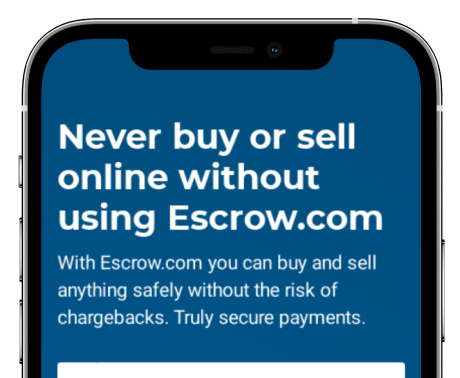 Never buy or sell
online without
using Escrow.com
With Escrow.com you can buy and sell
anything safely without the risk of
chargebacks. Truly secure payments.